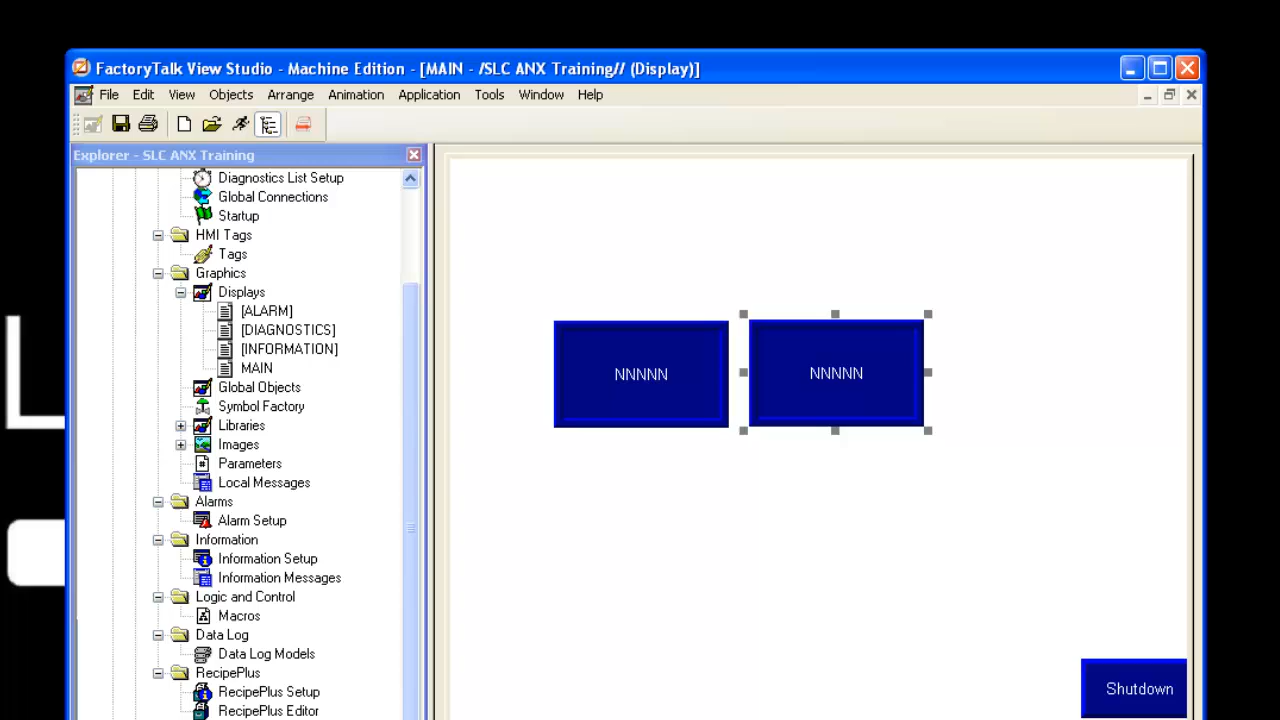 FactoryTalk View Studio - Machine Edition - [MAIN - /SLC ANX Training// (Display)]
File Edit View Objects Arrange Animation Application Tools Window Help
Explorer - SLC ANX Training
Diagnostics List Setup
Global Connections
Startup
HMI Tags
Tags
Graphics
Displays
[ALARM]
[DIAGNOSTICS]
[INFORMATION]
MAIN
Global Objects
Symbol Factory
Libraries
Images
Parameters
Local Messages
Alarms
Alarm Setup
Information
Information Setup
Information Messages
Logic and Control
Macros
Data Log
Data Log Models
RecipePlus
RecipePlus Setup
RecipePlus Editor
NNNNN NNNNN
Shutdown